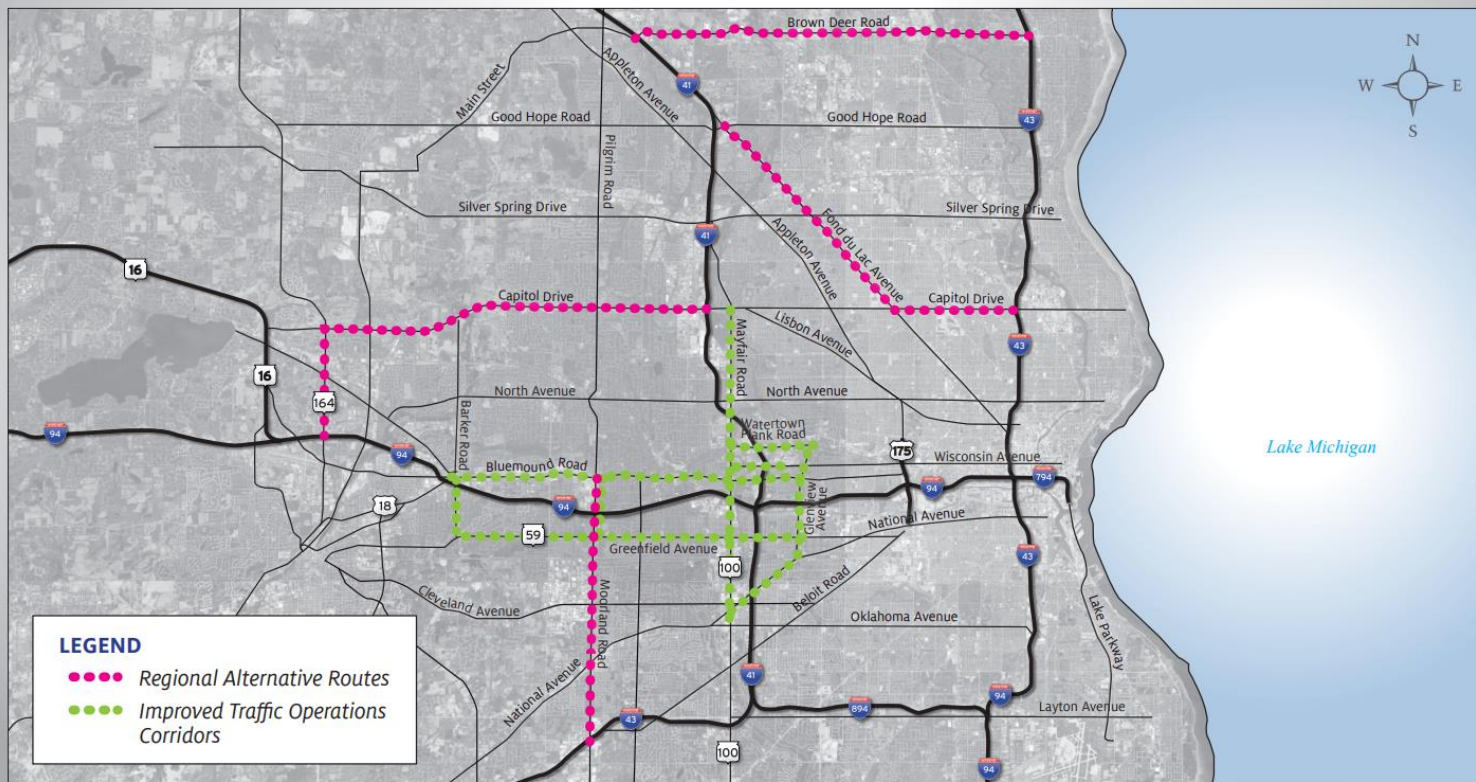 Brown Deer Road
N
W
E
S
41
Appleton Avenue
Main Street
Good Hope Road
Good Hope Road
43
Pilgrim Road
Silver Spring Drive
Silver Spring Drive
41
Appleton Avenue
Fond du Lac Avenue
16
Capitol Drive
Capitol Drive
Mayfair Road
Lisbon Avenue
43
16
164
North Avenue
North Avenue
Barker Road
94
94
Watertown
Plank Road
175
Wisconsin Avenue
Lake Michigan
Bluemound Road
794
94
94
18
Glenview
Avenue
National Avenue
59
Greenfield Avenue
43
100
Cleveland Avenue
Moorland Road
Beloit Road
Oklahoma Avenue
Lake Parkway
LEGEND
Regional Alternative Routes
Improved Traffic Operations
Corridors
National Avenue
41
94
43
894
Layton Avenue
100
94